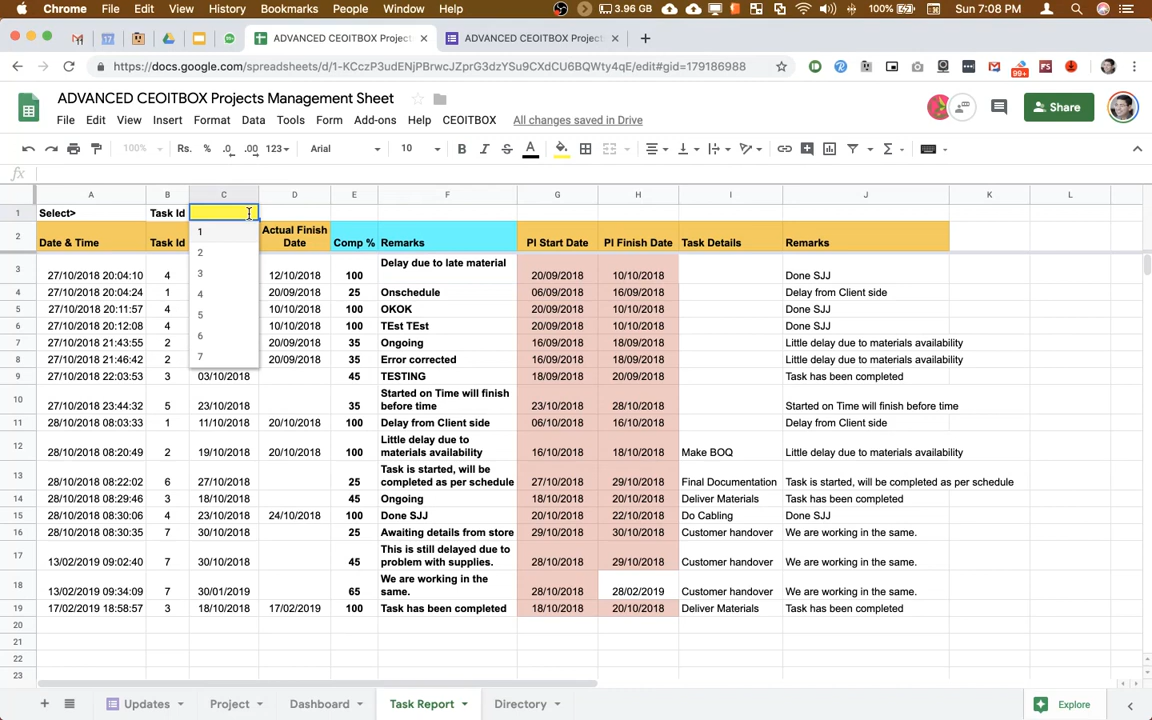 Chrome File Edit View History Bookmarks People Window Help 3.96 GB 100% Sun 7:08 PM
ADVANCED CEOITBOX Projec × ADVANCED CEOITBOX Projec ×
https://docs.google.com/spreadsheets/d/1-KCczP3udENjPBrwcJZprG3dzYSu9CXdCU6BQWty4qE/edit#gid=179186988 99+
ADVANCED CEOITBOX Projects Management Sheet
Share
File Edit View Insert Format Data Tools Form Add-ons Help CEOITBOX All changes saved in Drive
100% Rs. % .0 .00 123 Arial 10 B I S A
fx
A B C D E F G H I J K L
1 Select> Task Id
2 Date & Time Task Id Actual Finish Date Comp % Remarks Pl Start Date Pl Finish Date Task Details Remarks
1
2
3
4
5
6
7
3 27/10/2018 20:04:10 4 12/10/2018 100 Delay due to late material 20/09/2018 10/10/2018 Done SJJ
4 27/10/2018 20:04:24 1 20/09/2018 25 Onschedule 06/09/2018 16/09/2018 Delay from Client side
5 27/10/2018 20:11:57 4 10/10/2018 100 OKOK 20/09/2018 10/10/2018 Done SJJ
6 27/10/2018 20:12:08 4 10/10/2018 100 TEst TEst 20/09/2018 10/10/2018 Done SJJ
7 27/10/2018 21:43:55 2 20/09/2018 35 Ongoing 16/09/2018 18/09/2018 Little delay due to materials availability
8 27/10/2018 21:46:42 2 20/09/2018 35 Error corrected 16/09/2018 18/09/2018 Little delay due to materials availability
9 27/10/2018 22:03:53 3 03/10/2018 45 TESTING 18/09/2018 20/09/2018 Task has been completed
10 27/10/2018 23:44:32 5 23/10/2018 35 Started on Time will finish before time 23/10/2018 28/10/2018 Started on Time will finish before time
11 28/10/2018 08:03:33 1 11/10/2018 20/10/2018 100 Delay from Client side 06/10/2018 16/10/2018 Delay from Client side
12 28/10/2018 08:20:49 2 19/10/2018 20/10/2018 100 Little delay due to materials availability 16/10/2018 18/10/2018 Make BOQ Little delay due to materials availability
13 28/10/2018 08:22:02 6 27/10/2018 25 Task is started, will be completed as per schedule 27/10/2018 29/10/2018 Final Documentation Task is started, will be completed as per schedule
14 28/10/2018 08:29:46 3 18/10/2018 45 Ongoing 18/10/2018 20/10/2018 Deliver Materials Task has been completed
15 28/10/2018 08:30:06 4 23/10/2018 24/10/2018 100 Done SJJ 20/10/2018 22/10/2018 Do Cabling Done SJJ
16 28/10/2018 08:30:35 7 30/10/2018 25 Awaiting details from store 29/10/2018 30/10/2018 Customer handover We are working in the same.
17 13/02/2019 09:02:40 7 30/10/2018 45 This is still delayed due to problem with supplies. 28/10/2018 29/10/2018 Customer handover We are working in the same.
18 13/02/2019 09:34:09 7 30/01/2019 65 We are working in the same. 28/10/2018 28/02/2019 Customer handover We are working in the same.
19 17/02/2019 18:58:57 3 18/10/2018 17/02/2019 100 Task has been completed 18/10/2018 20/10/2018 Deliver Materials Task has been completed
20
21
22
23
Updates Project Dashboard Task Report Directory Explore